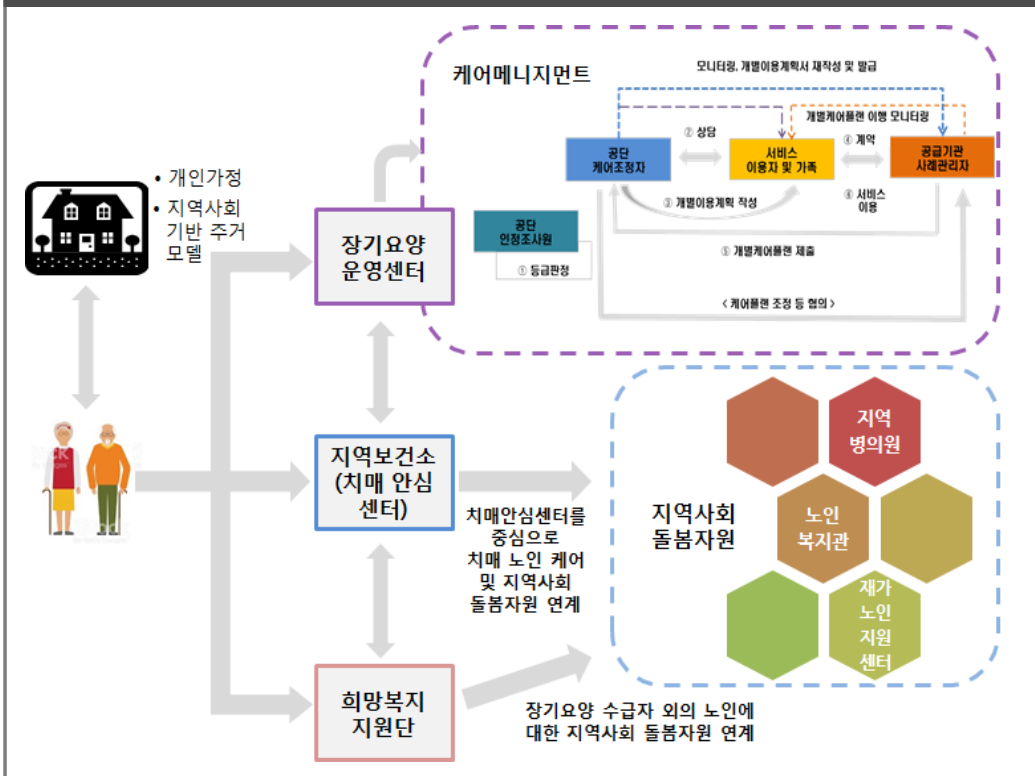 케어메니지먼트
모니터링, 개별이용계획서 재작성 및 발급
개별케어플랜 이행 모니터링
② 상담
④ 계약
공단
케어조정자
서비스
이용자 및 가족
공급기관
사례관리자
③ 개별이용계획 작성
⑥ 서비스
이용
공단
인정조사원
① 등급판정
⑤ 개별케어플랜 제출
< 케어플랜 조정 등 협의 >
• 개인가정
• 지역사회
기반 주거
모델
장기요양
운영센터
지역보건소
(치매 안심
센터)
치매안심센터를
중심으로
치매 노인 케어
및 지역사회
돌봄자원 연계
지역사회
돌봄자원
지역
병의원
노인
복지관
재가
노인
지원
센터
희망복지
지원단
장기요양 수급자 외의 노인에
대한 지역사회 돌봄자원 연계